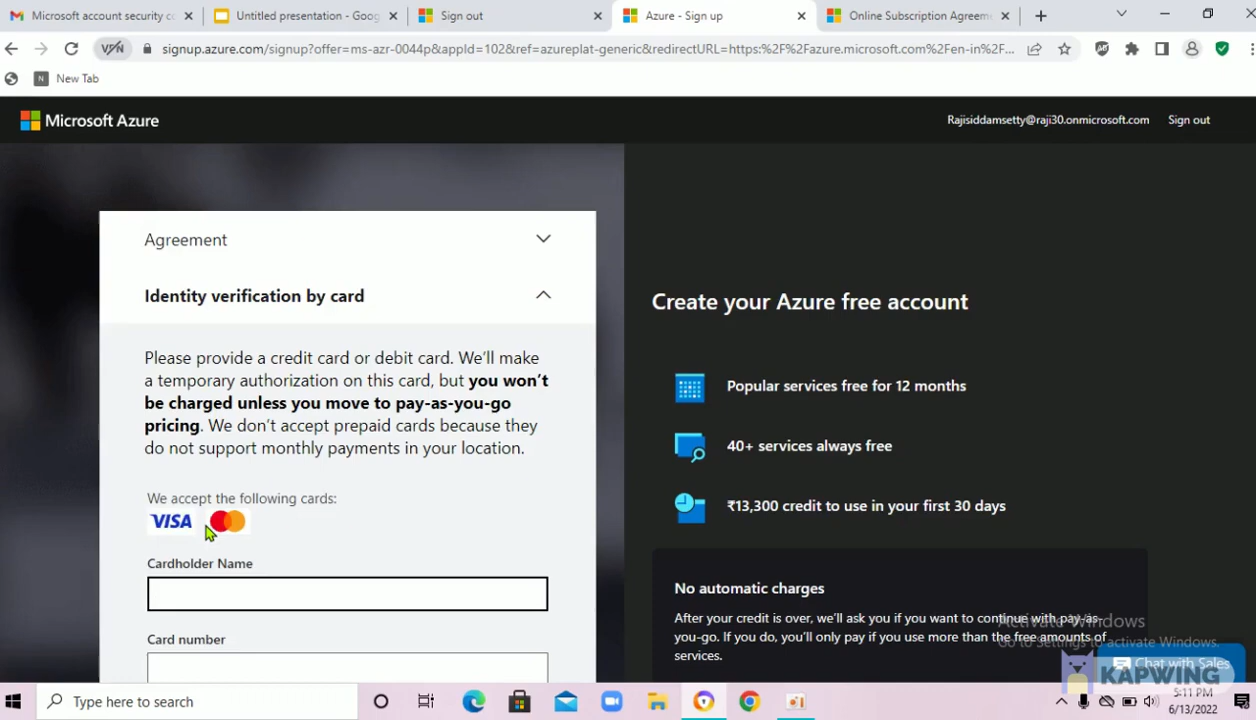 Microsoft account security co
Untitled presentation - Goog
Sign out
Azure - Sign up
Online Subscription Agreem
VPN
signup.azure.com/signup?offer=ms-azr-0044p&appId=102&ref=azureplat-generic&redirectURL=https:%2F%2Fazure.microsoft.com%2Fen-in%2F...
N New Tab
Microsoft Azure
Rajisiddamsetty@raji30.onmicrosoft.com
Sign out
Agreement
Identity verification by card
Please provide a credit card or debit card. We'll make
a temporary authorization on this card, but you won't
be charged unless you move to pay-as-you-go
pricing. We don't accept prepaid cards because they
do not support monthly payments in your location.
We accept the following cards:
VISA
Cardholder Name
Card number
Create your Azure free account
Popular services free for 12 months
40+ services always free
₹13,300 credit to use in your first 30 days
No automatic charges
After your credit is over, we'll ask you if you want to continue with pay-as-
you-go. If you do, you'll only pay if you use more than the free amounts of
services.
Activate Windows
Go to Settings to activate Windows.
Chat with Sales
KAPWING
Type here to search
5:11 PM
6/13/2022